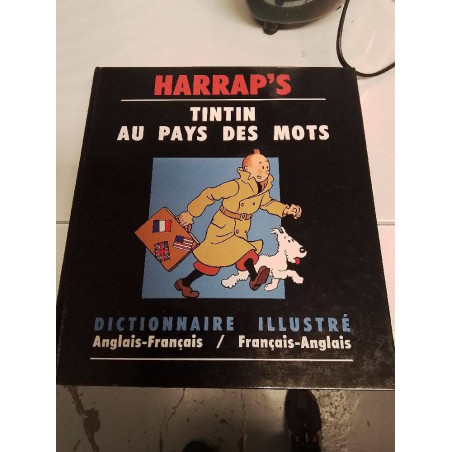 HARRAP'S
TINTIN
AU PAYS DES MOTS
DICTIONNAIRE ILLUSTRÉ
Anglais-Français / Français-Anglais